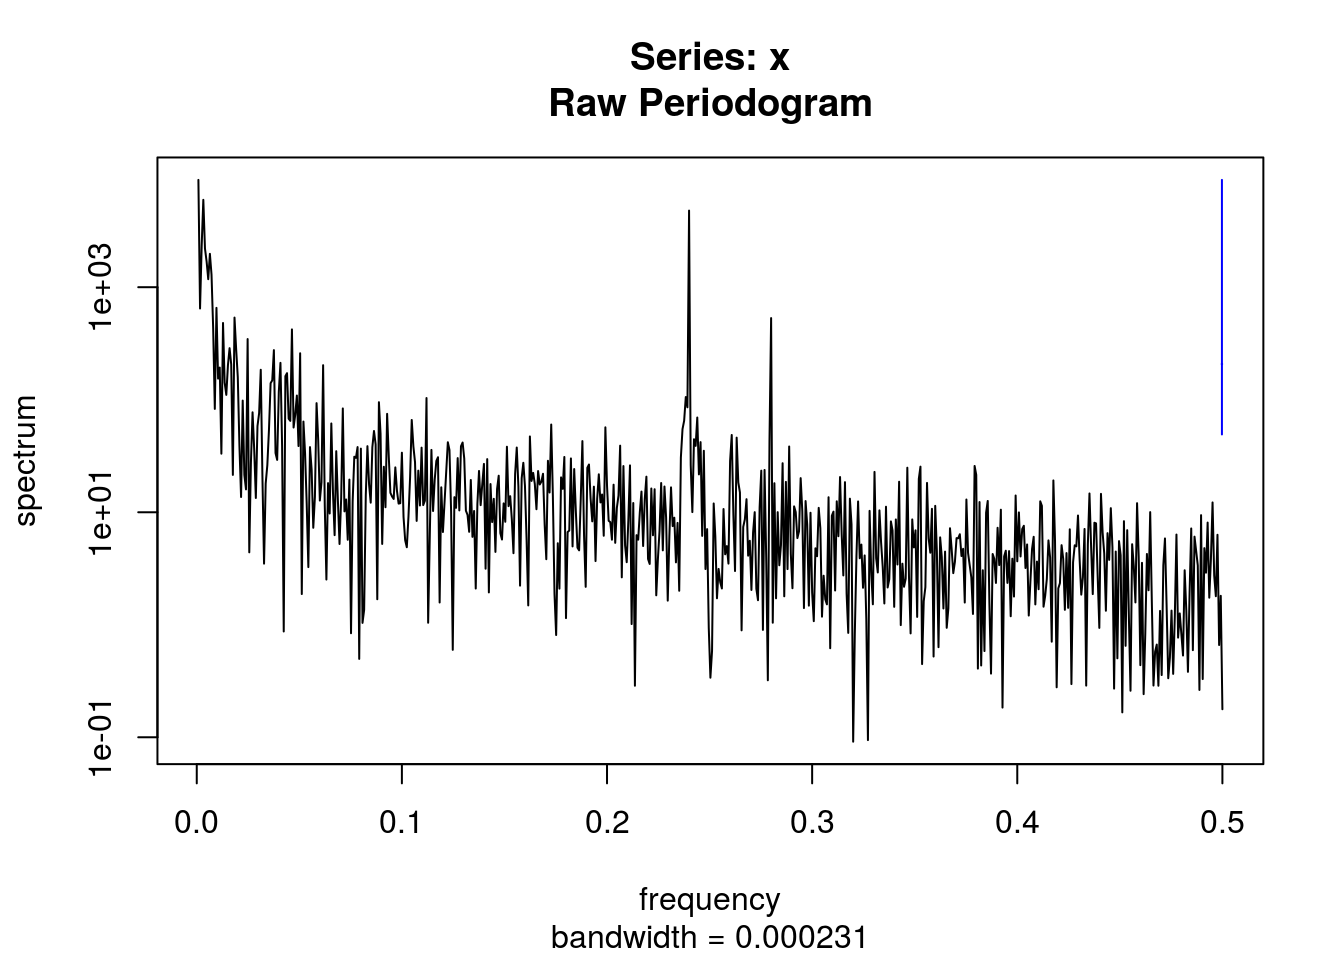 Series: x
Raw Periodogram
spectrum
1e+03
1e+01
1e-01
0.0 0.1 0.2 0.3 0.4 0.5
frequency
bandwidth = 0.000231